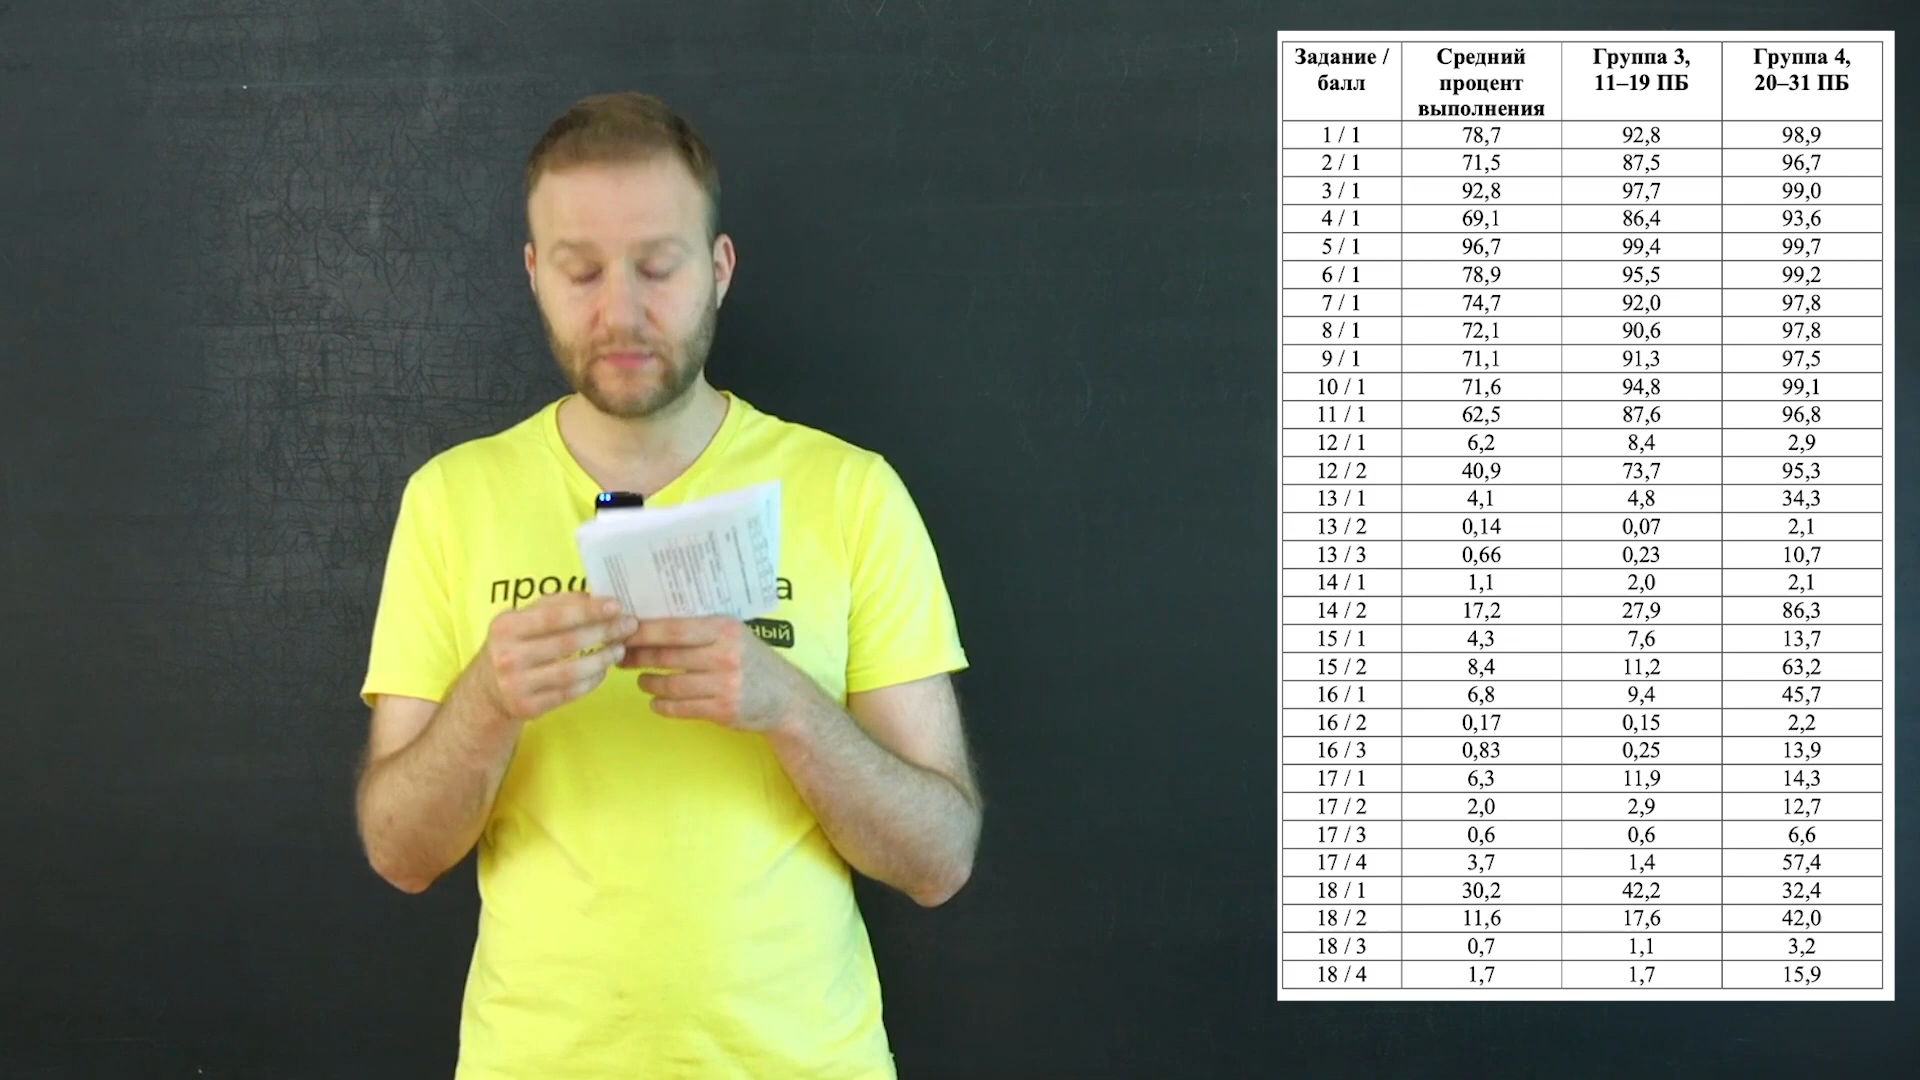 Задание / балл | Средний процент выполнения | Группа 3, 11–19 ПБ | Группа 4, 20–31 ПБ
1 / 1 | 78,7 | 92,8 | 98,9
2 / 1 | 71,5 | 87,5 | 96,7
3 / 1 | 92,8 | 97,7 | 99,0
4 / 1 | 69,1 | 86,4 | 93,6
5 / 1 | 96,7 | 99,4 | 99,7
6 / 1 | 78,9 | 95,5 | 99,2
7 / 1 | 74,7 | 92,0 | 97,8
8 / 1 | 72,1 | 90,6 | 97,8
9 / 1 | 71,1 | 91,3 | 97,5
10 / 1 | 71,6 | 94,8 | 99,1
11 / 1 | 62,5 | 87,6 | 96,8
12 / 1 | 6,2 | 8,4 | 2,9
12 / 2 | 40,9 | 73,7 | 95,3
13 / 1 | 4,1 | 4,8 | 34,3
13 / 2 | 0,14 | 0,07 | 2,1
13 / 3 | 0,66 | 0,23 | 10,7
14 / 1 | 1,1 | 2,0 | 2,1
14 / 2 | 17,2 | 27,9 | 86,3
15 / 1 | 4,3 | 7,6 | 13,7
15 / 2 | 8,4 | 11,2 | 63,2
16 / 1 | 6,8 | 9,4 | 45,7
16 / 2 | 0,17 | 0,15 | 2,2
16 / 3 | 0,83 | 0,25 | 13,9
17 / 1 | 6,3 | 11,9 | 14,3
17 / 2 | 2,0 | 2,9 | 12,7
17 / 3 | 0,6 | 0,6 | 6,6
17 / 4 | 3,7 | 1,4 | 57,4
18 / 1 | 30,2 | 42,2 | 32,4
18 / 2 | 11,6 | 17,6 | 42,0
18 / 3 | 0,7 | 1,1 | 3,2
18 / 4 | 1,7 | 1,7 | 15,9